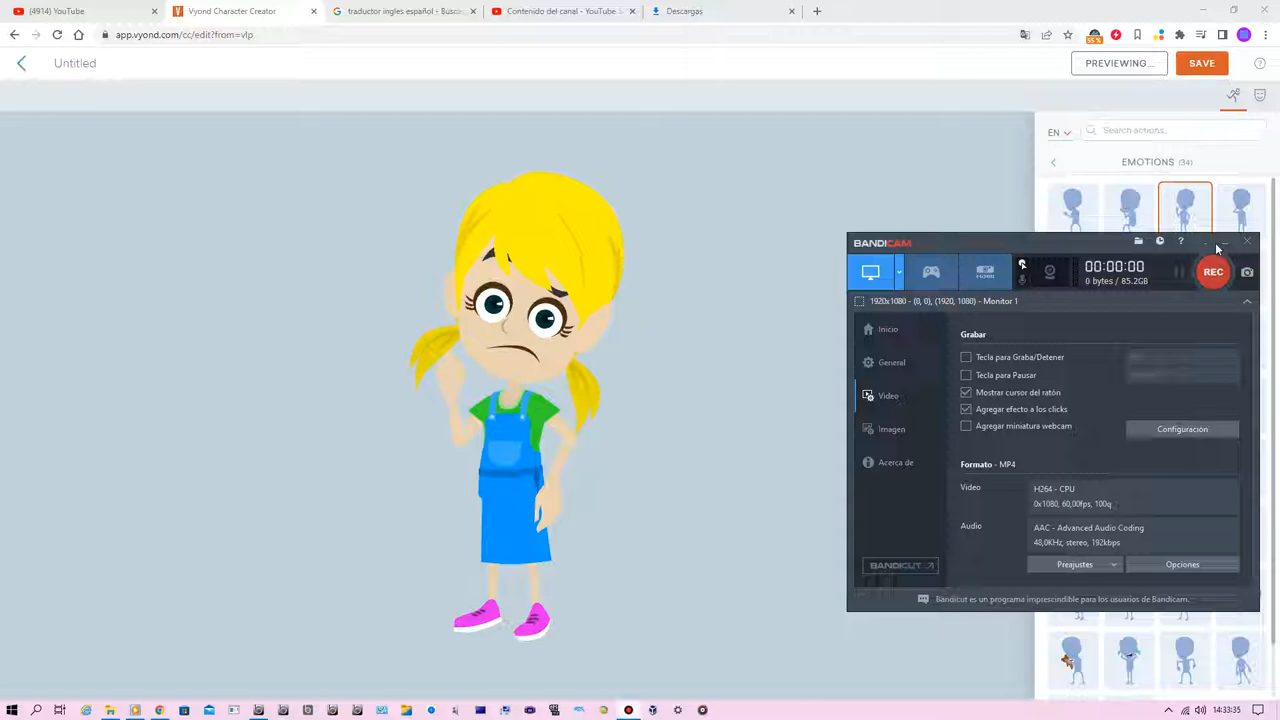 (4914) YouTube
Vyond Character Creator
traductor ingles español - Búsc
Contenido del canal - YouTube S
Descargas
app.vyond.com/cc/edit?from=vlp
55 %
Untitled
PREVIEWING...
SAVE
EN
Search actions..
EMOTIONS (34)
BANDICAM
00:00:00
0 bytes / 85.2GB
REC
1920x1080 - (0, 0), (1920, 1080) - Monitor 1
Inicio
General
Video
Imagen
Acerca de
BANDICUT
Grabar
Tecla para Graba/Detener
Tecla para Pausar
Mostrar cursor del ratón
Agregar efecto a los clicks
Agregar miniatura webcam
Configuración
Formato - MP4
Video
H264 - CPU
0x1080, 60,00fps, 100q
Audio
AAC - Advanced Audio Coding
48,0KHz, stereo, 192kbps
Preajustes
Opciones
Bandicut es un programa imprescindible para los usuarios de Bandicam.
14:33:35